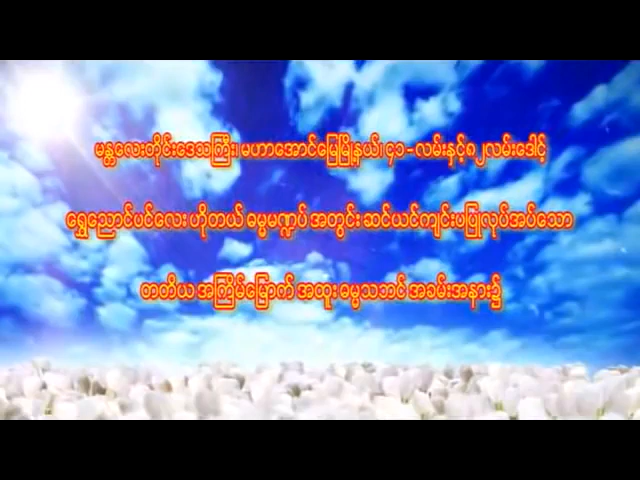 မန္တလေးတိုင်းဒေသကြီး၊ မဟာအောင်မြေမြို့နယ်၊ ၄၁-လမ်းနှင့်၈၂လမ်းဒေါင့်
ရွှေညောင်ပင်လေး ဟိုတယ် ဓမ္မမဏ္ဍပ် အတွင်း ဆင်ယင်ကျင်းပပြုလုပ်အပ်သော
တတိယ အကြိမ်မြောက် အထူး ဓမ္မသဘင် အခမ်းအနား၌